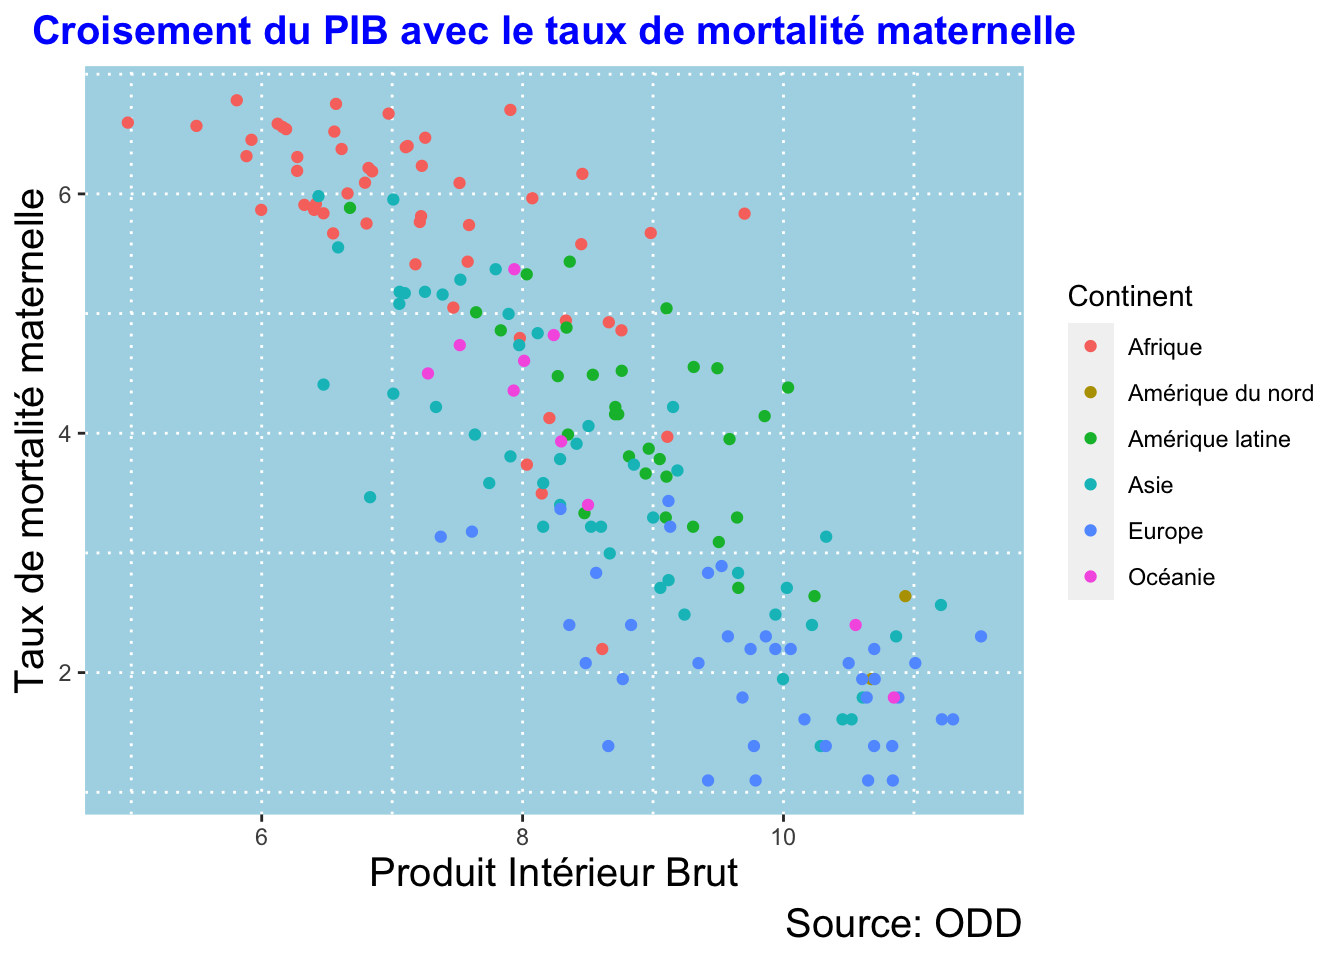 Croisement du PIB avec le taux de mortalité maternelle
Taux de mortalité maternelle
6
4
2
6
8
10
Produit Intérieur Brut
Continent
Afrique
Amérique du nord
Amérique latine
Asie
Europe
Océanie
Source: ODD